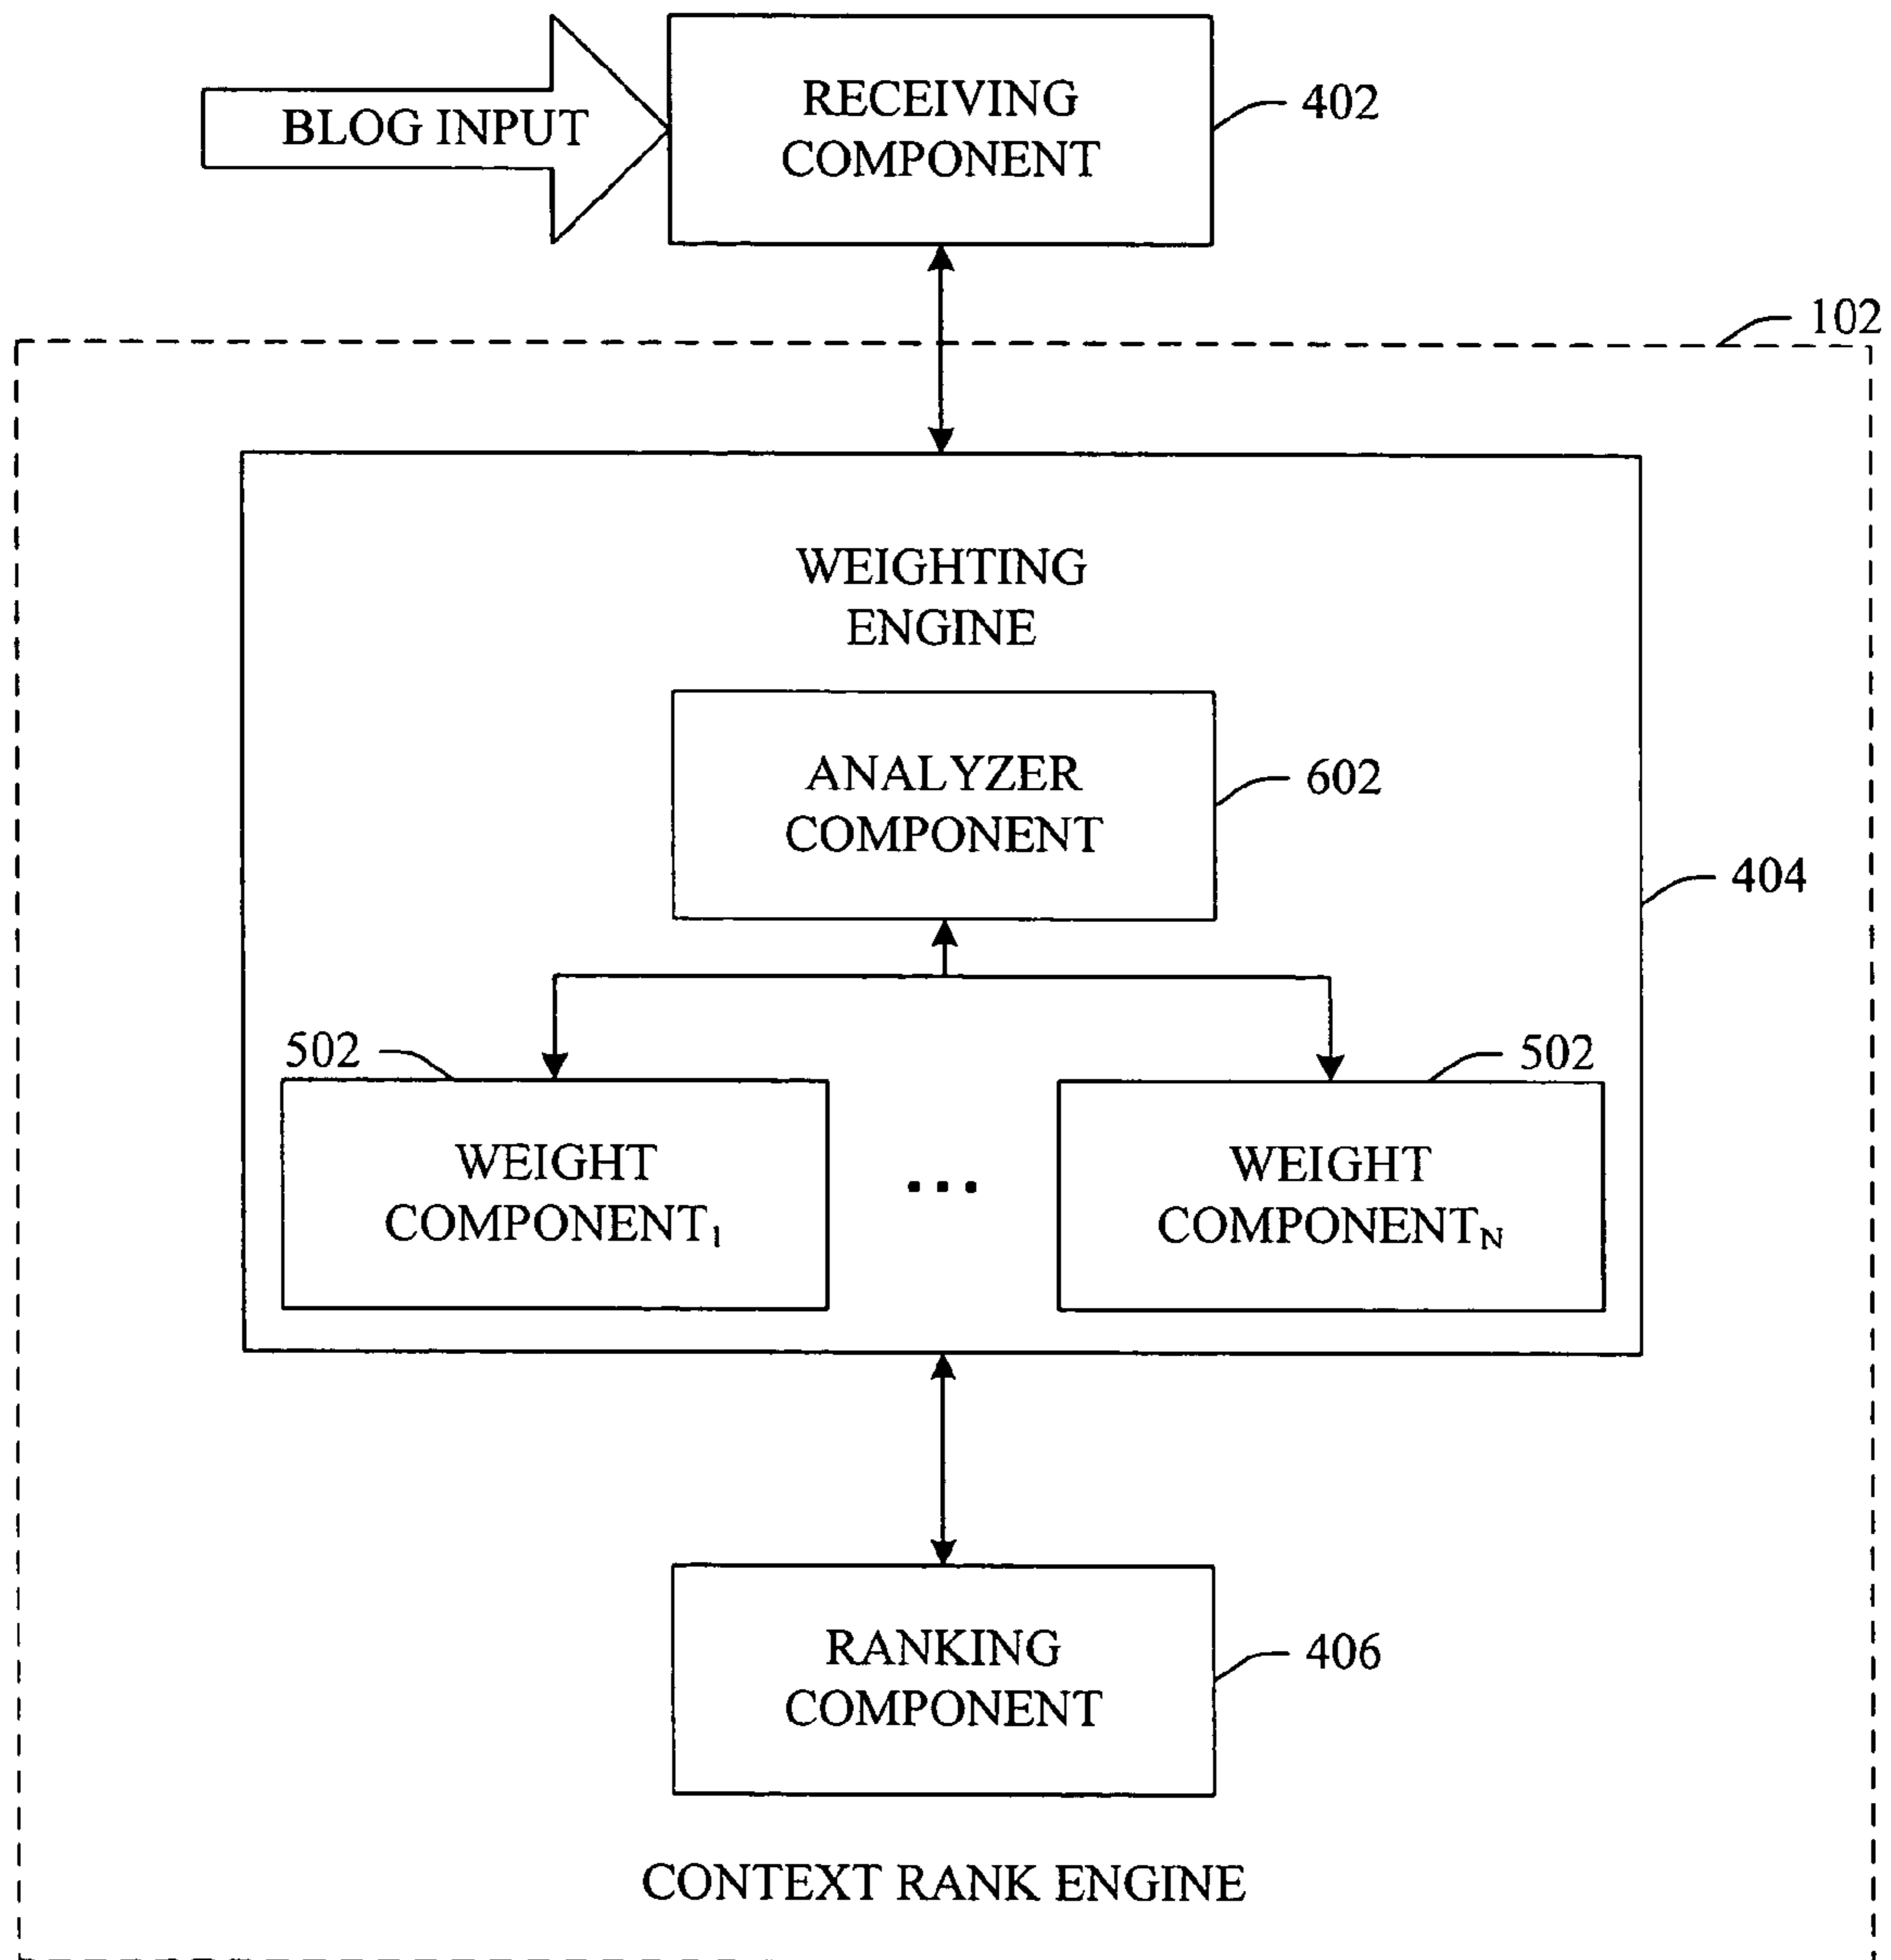 BLOG INPUT
RECEIVING
COMPONENT
402
102
WEIGHTING
ENGINE
ANALYZER
COMPONENT
602
404
502
502
WEIGHT
COMPONENT₁
...
WEIGHT
COMPONENT_N
RANKING
COMPONENT
406
CONTEXT RANK ENGINE